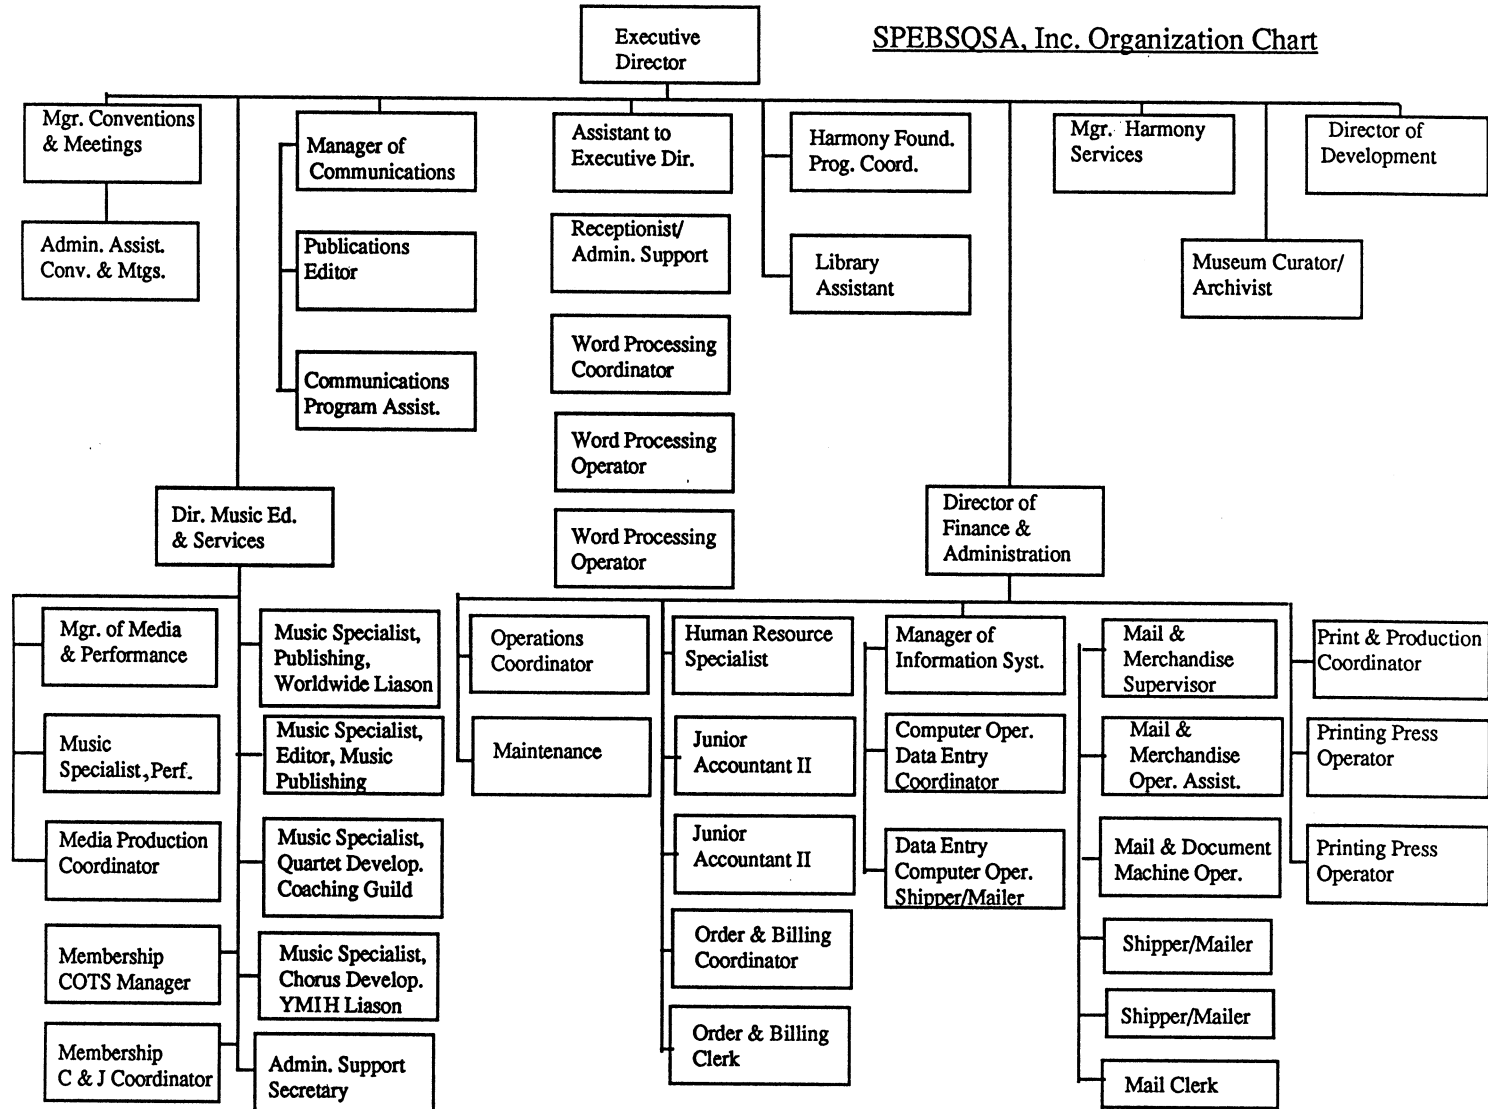 SPEBSQSA, Inc. Organization Chart
Executive
Director
Mgr. Conventions
& Meetings
Admin. Assist.
Conv. & Mtgs.
Manager of
Communications
Publications
Editor
Communications
Program Assist.
Assistant to
Executive Dir.
Receptionist/
Admin. Support
Word Processing
Coordinator
Word Processing
Operator
Word Processing
Operator
Harmony Found.
Prog. Coord.
Library
Assistant
Mgr. Harmony
Services
Museum Curator/
Archivist
Director of
Development
Dir. Music Ed.
& Services
Mgr. of Media
& Performance
Music
Specialist, Perf.
Media Production
Coordinator
Membership
COTS Manager
Membership
C & J Coordinator
Music Specialist,
Publishing,
Worldwide Liason
Music Specialist,
Editor, Music
Publishing
Music Specialist,
Quartet Develop.
Coaching Guild
Music Specialist,
Chorus Develop.
YMIH Liason
Admin. Support
Secretary
Director of
Finance &
Administration
Operations
Coordinator
Maintenance
Human Resource
Specialist
Junior
Accountant II
Junior
Accountant II
Order & Billing
Coordinator
Order & Billing
Clerk
Manager of
Information Syst.
Computer Oper.
Data Entry
Coordinator
Data Entry
Computer Oper.
Shipper/Mailer
Mail &
Merchandise
Supervisor
Mail &
Merchandise
Oper. Assist.
Mail & Document
Machine Oper.
Shipper/Mailer
Shipper/Mailer
Mail Clerk
Print & Production
Coordinator
Printing Press
Operator
Printing Press
Operator